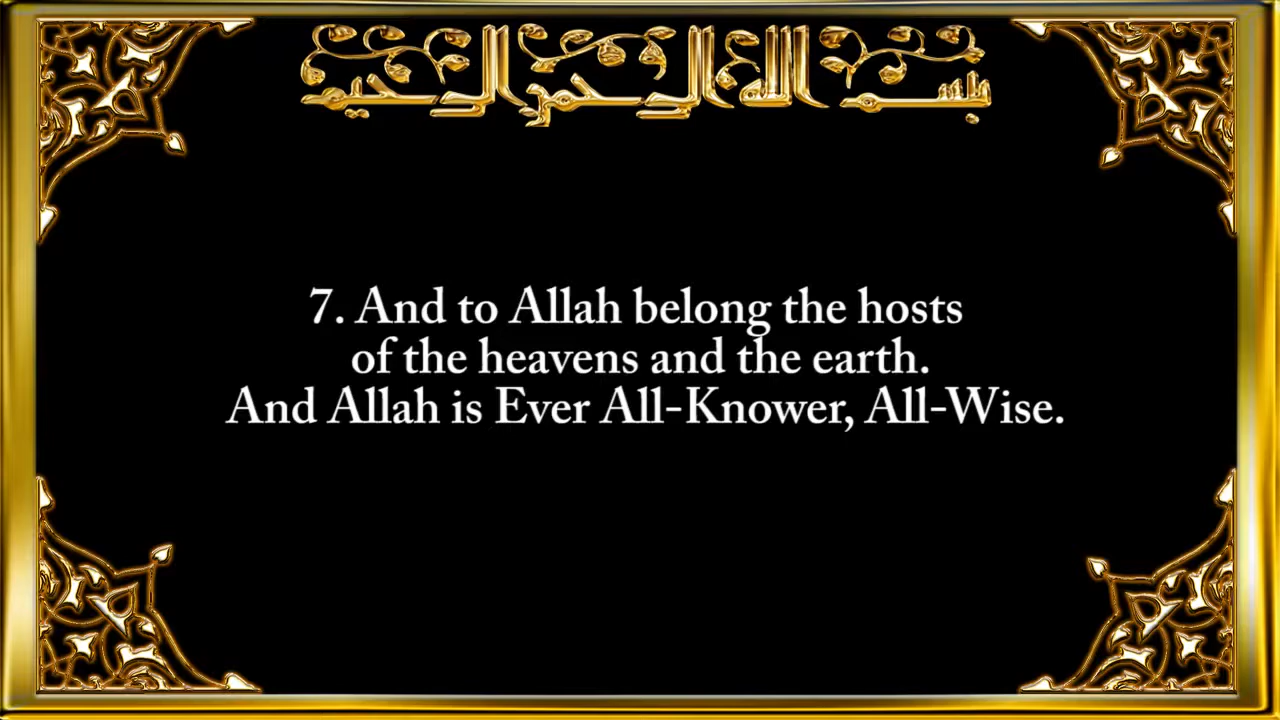 بسم الله الرحمن الرحيم
7. And to Allah belong the hosts
of the heavens and the earth.
And Allah is Ever All-Knower, All-Wise.